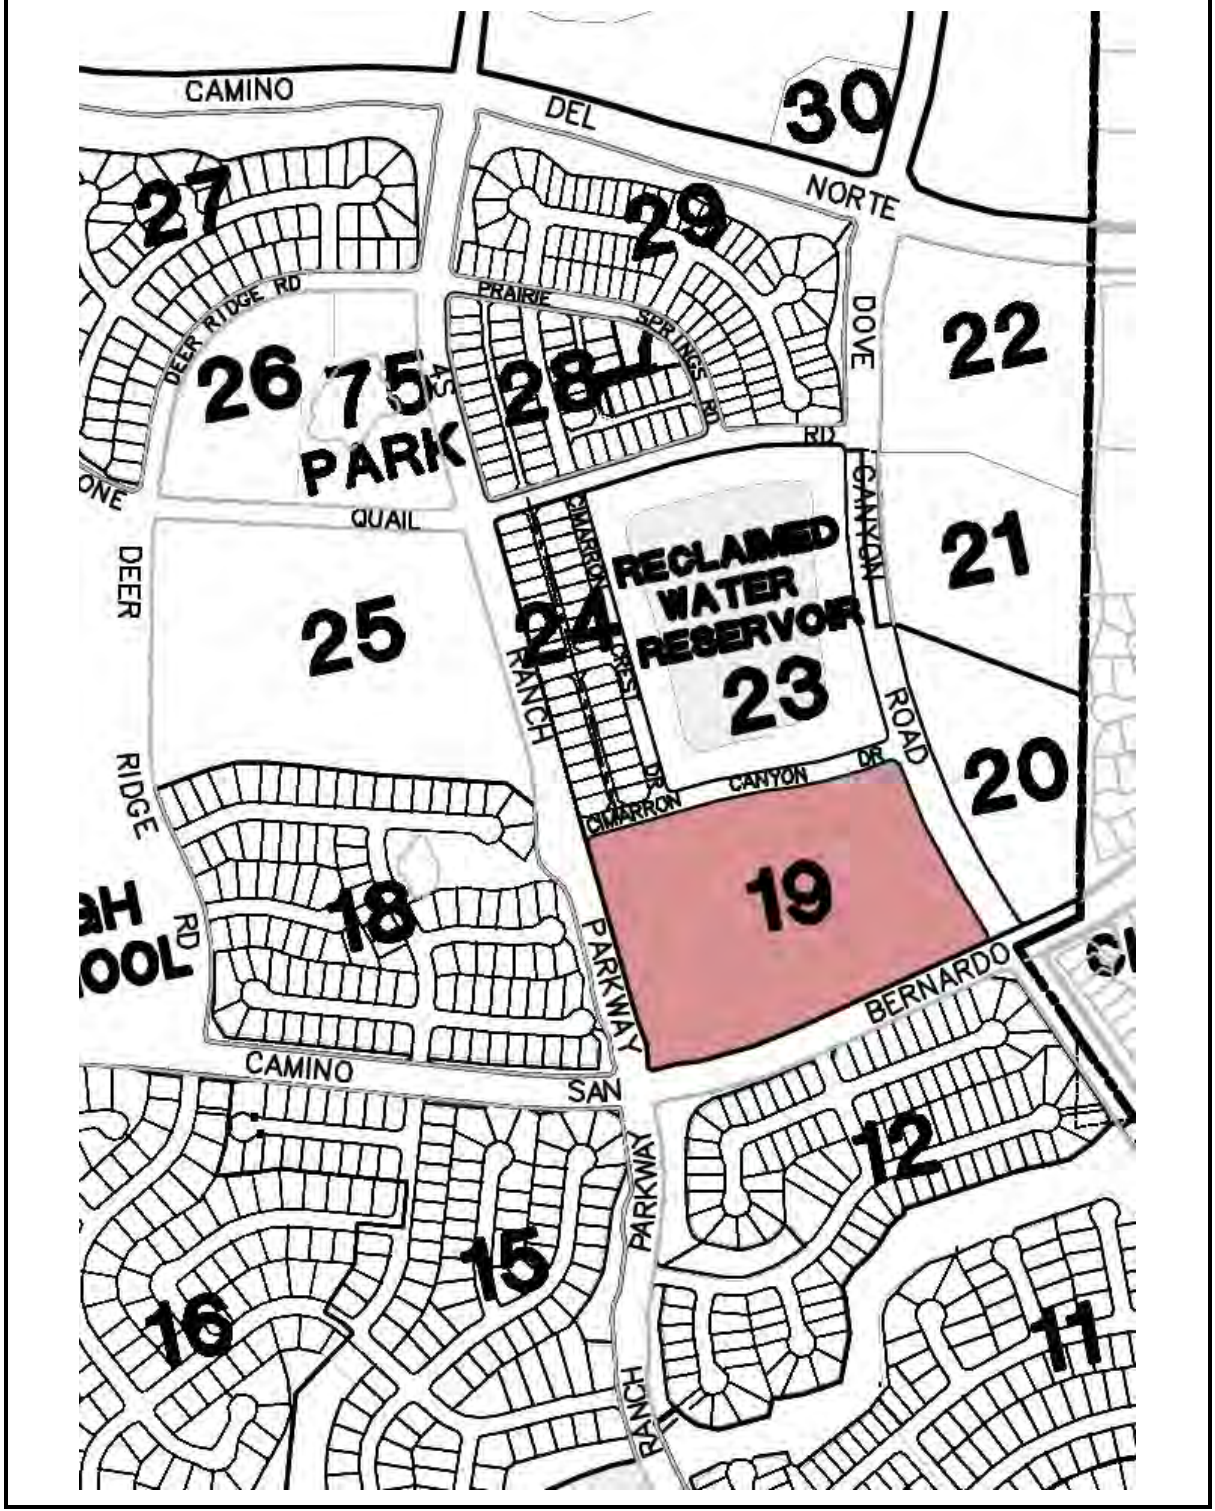 CAMINO
DEL
NORTE
30
27
29
DEER RIDGE RD
PRAIRIE
SPRINGS
RD
DOVE
22
26
75
PARK
4S
28
RD
CANYON
QUAIL
CIMARRON
RECLAIMED
WATER
RESERVOIR
23
21
DEER
25
24
CREST
DR
RANCH
ROAD
20
RIDGE
CIMARRON
CANYON
DR
19
18
RD
PARKWAY
BERNARDO
CAMINO
SAN
12
PARKWAY
15
16
11
RANCH